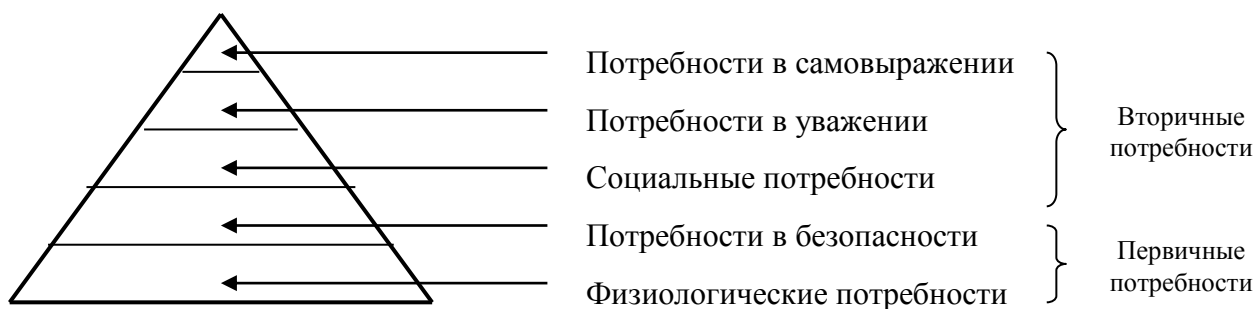 Потребности в самовыражении
Потребности в уважении
Социальные потребности
Вторичные
потребности
Потребности в безопасности
Физиологические потребности
Первичные
потребности